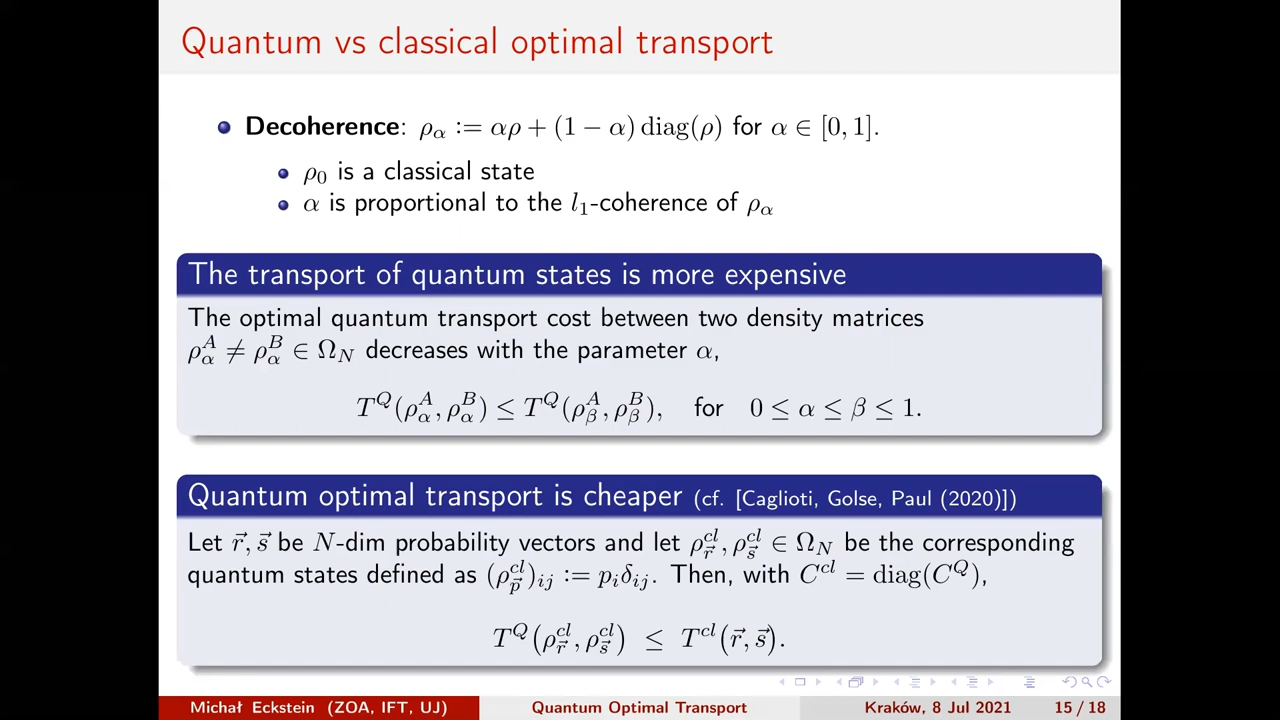 Quantum vs classical optimal transport
Decoherence: ρ_α := αρ + (1 − α) diag(ρ) for α ∈ [0, 1].
ρ_0 is a classical state
α is proportional to the l_1-coherence of ρ_α
The transport of quantum states is more expensive
The optimal quantum transport cost between two density matrices
ρ_α^A ≠ ρ_α^B ∈ Ω_N decreases with the parameter α,
T^Q(ρ_α^A, ρ_α^B) ≤ T^Q(ρ_β^A, ρ_β^B), for 0 ≤ α ≤ β ≤ 1.
Quantum optimal transport is cheaper (cf. [Caglioti, Golse, Paul (2020)])
Let r⃗, s⃗ be N-dim probability vectors and let ρ_r⃗^cl, ρ_s⃗^cl ∈ Ω_N be the corresponding
quantum states defined as (ρ_p⃗^cl)_ij := p_i δ_ij. Then, with C^cl = diag(C^Q),
T^Q(ρ_r⃗^cl, ρ_s⃗^cl) ≤ T^cl(r⃗, s⃗).
Michał Eckstein (ZOA, IFT, UJ) Quantum Optimal Transport Kraków, 8 Jul 2021 15 / 18